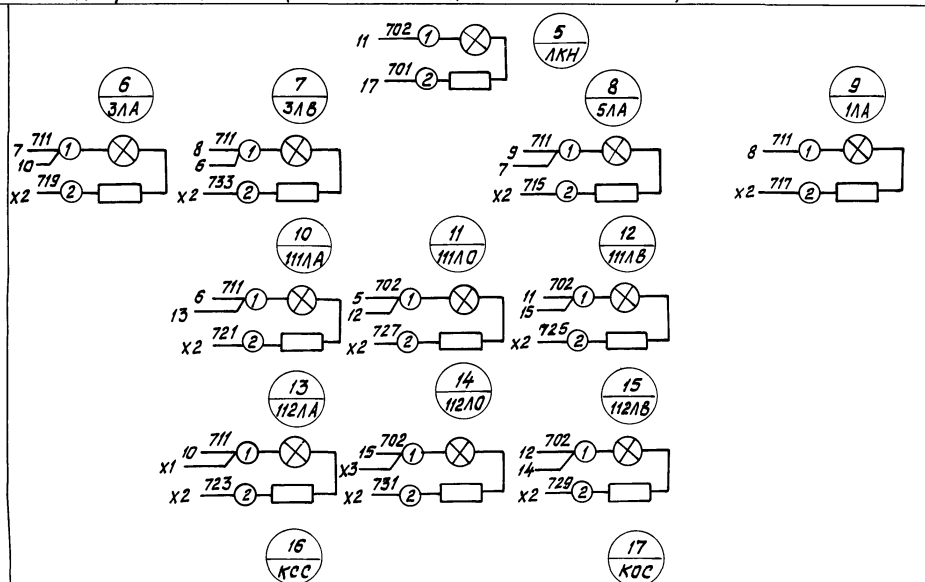 11 702 1
17 701 2
5
ЛКН
6
3ЛА
7
3ЛВ
8
5ЛА
9
1ЛА
7 711 1
10
Х2 719 2
8 711 1
6
Х2 733 2
9 711 1
7
Х2 715 2
8 711 1
Х2 717 2
10
111ЛА
11
111ЛО
12
111ЛВ
6 711 1
13
Х2 721 2
5 702 1
12
Х2 727 2
11 702 1
15
Х2 725 2
13
112ЛА
14
112ЛО
15
112ЛВ
10 711 1
Х1
Х2 723 2
15 702 1
Х3
Х2 731 2
12 702 1
14
Х2 729 2
16
КСС
17
КОС